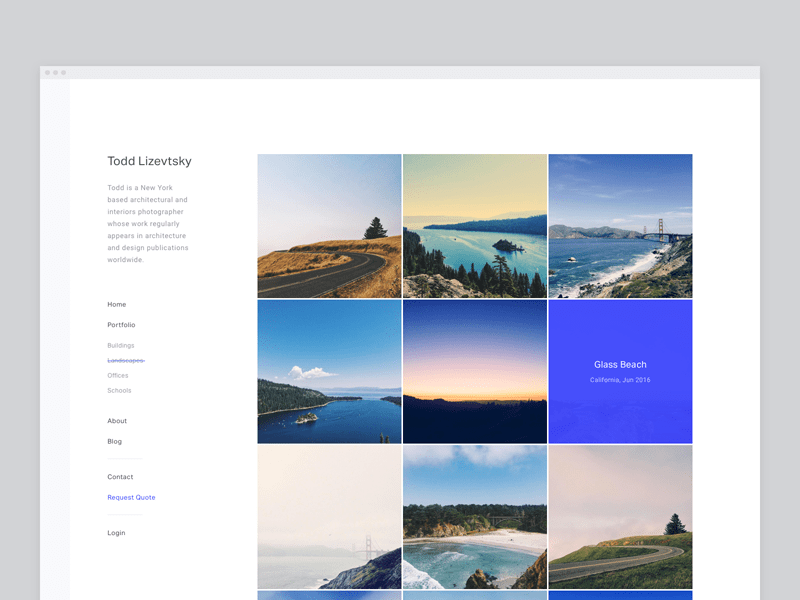 Todd Lizevtsky
Todd is a New York
based architectural and
interiors photographer
whose work regularly
appears in architecture
and design publications
worldwide.
Home
Portfolio
Buildings
Landscapes
Offices
Schools
About
Blog
Contact
Request Quote
Login
Glass Beach
California, Jun 2016